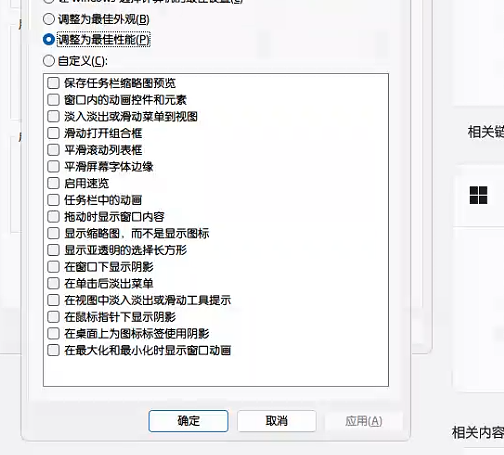 调整为最佳外观(B)
调整为最佳性能(P)
自定义(C):
保存任务栏缩略图预览
窗口内的动画控件和元素
淡入淡出或滑动菜单到视图
滑动打开组合框
平滑滚动列表框
平滑屏幕字体边缘
启用速览
任务栏中的动画
拖动时显示窗口内容
显示缩略图，而不是显示图标
显示亚透明的选择长方形
在窗口下显示阴影
在单击后淡出菜单
在视图中淡入淡出或滑动工具提示
在鼠标指针下显示阴影
在桌面上为图标标签使用阴影
在最大化和最小化时显示窗口动画
确定
取消
应用(A)
相关链
相关内容